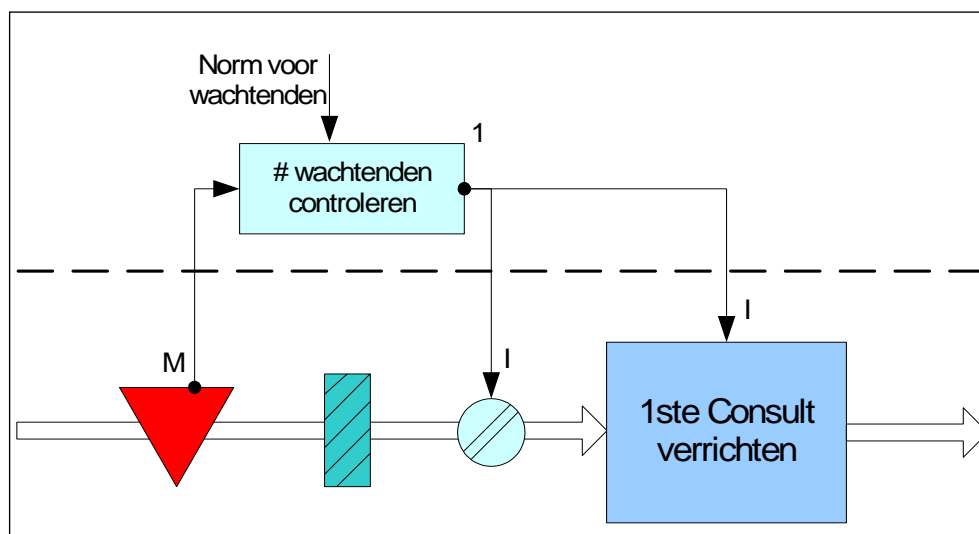 Norm voor
wachtenden
1
# wachtenden
controleren
M
I
I
1ste Consult
verrichten